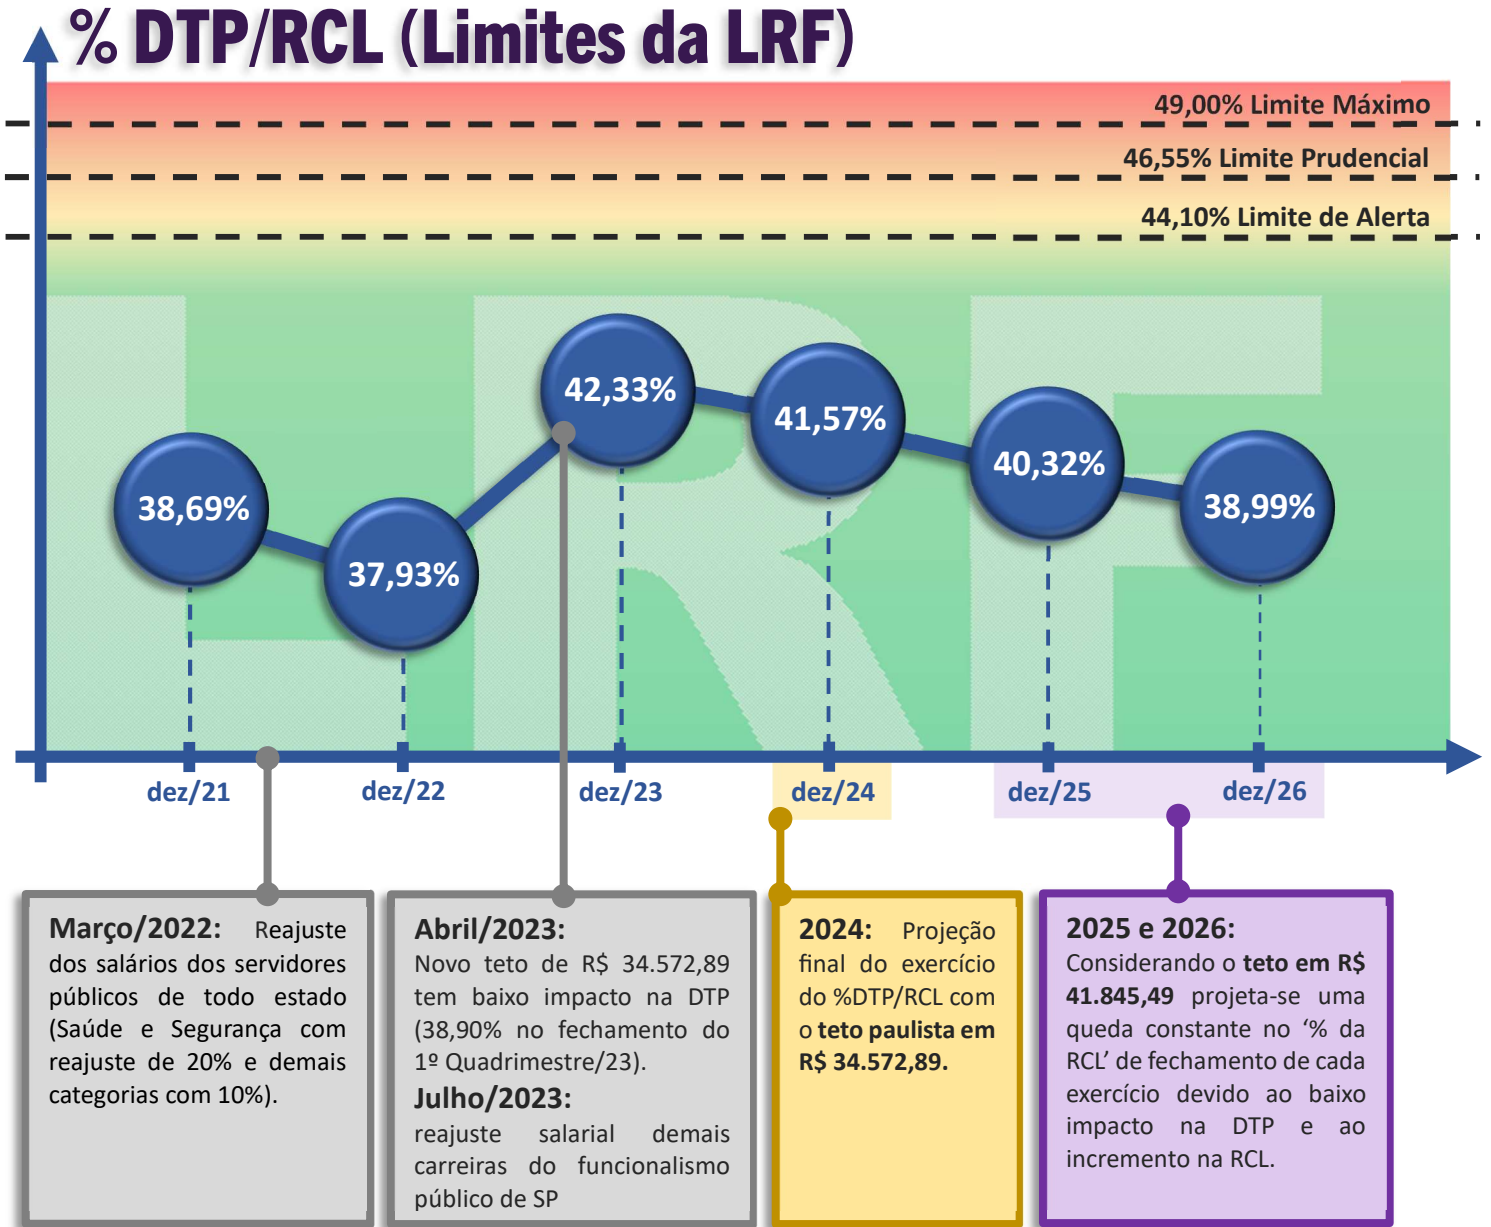 % DTP/RCL (Limites da LRF)
49,00% Limite Máximo
46,55% Limite Prudencial
44,10% Limite de Alerta
LRF
38,69%
37,93%
42,33%
41,57%
40,32%
38,99%
dez/21
dez/22
dez/23
dez/24
dez/25
dez/26
Março/2022: Reajuste
dos salários dos servidores
públicos de todo estado
(Saúde e Segurança com
reajuste de 20% e demais
categorias com 10%).
Abril/2023:
Novo teto de R$ 34.572,89
tem baixo impacto na DTP
(38,90% no fechamento do
1º Quadrimestre/23).
Julho/2023:
reajuste salarial demais
carreiras do funcionalismo
público de SP
2024: Projeção
final do exercício
do %DTP/RCL com
o teto paulista em
R$ 34.572,89.
2025 e 2026:
Considerando o teto em R$
41.845,49 projeta-se uma
queda constante no ‘% da
RCL’ de fechamento de cada
exercício devido ao baixo
impacto na DTP e ao
incremento na RCL.